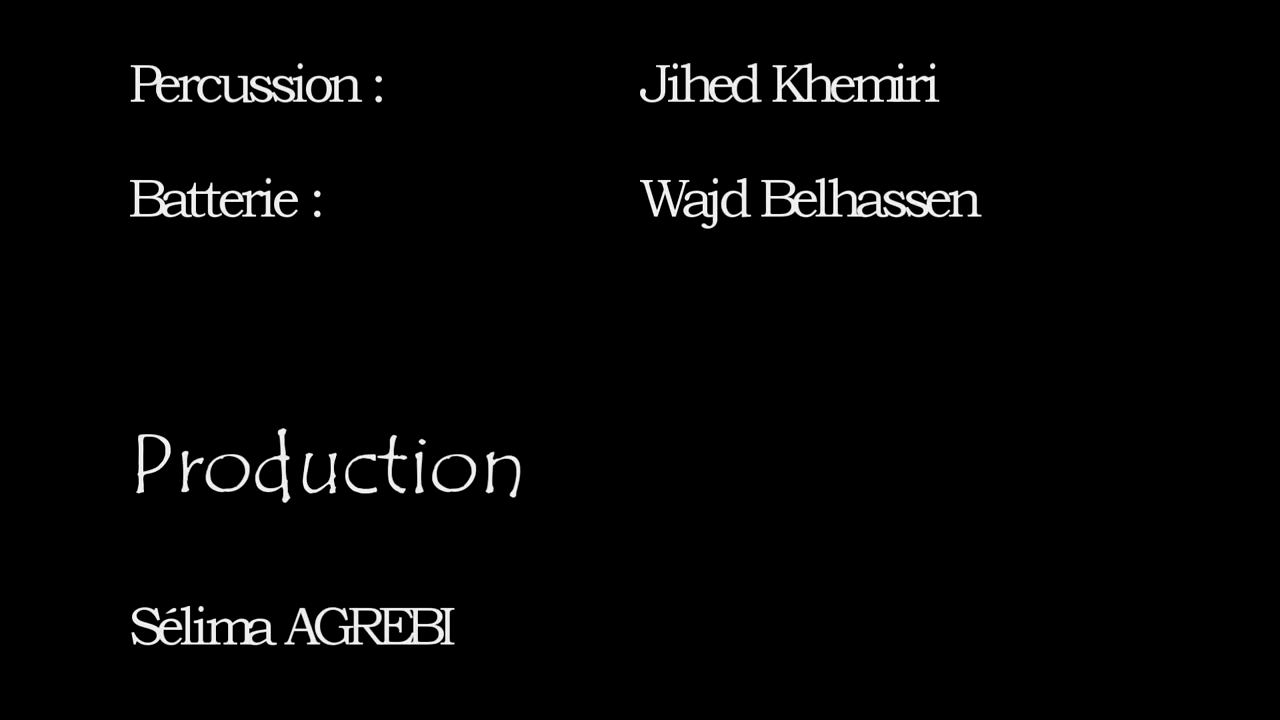 Percussion : Jihed Khemiri
Batterie : Wajd Belhassen
Production
Sélima AGREBI